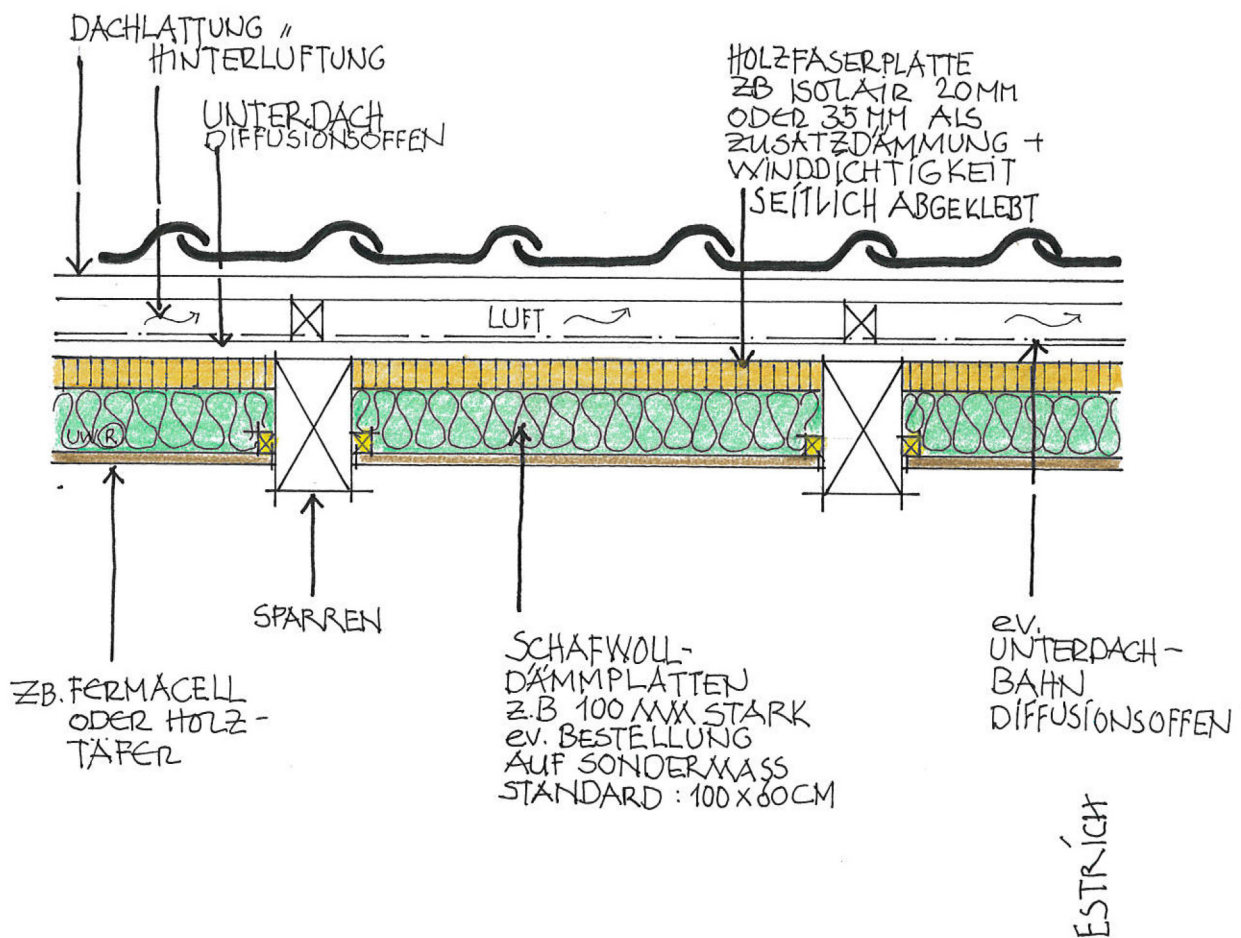 DACHLATTUNG "
HINTERLÜFTUNG
UNTERDACH
DIFFUSIONSOFFEN
HOLZFASERPLATTE
ZB ISOLAIR 20MM
ODER 35MM ALS
ZUSATZDÄMMUNG +
WINDDICHTIGKEIT
SEITLICH ABGEKLEBT
LUFT
UW R
SPARREN
ZB. FERMACELL
ODER HOLZ-
TÄFER
SCHAFWOLL-
DÄMMPLATTEN
Z.B 100 MM STARK
ev. BESTELLUNG
AUF SONDERMASS
STANDARD : 100 X 60 CM
ev.
UNTERDACH-
BAHN
DIFFUSIONSOFFEN
ESTRICH